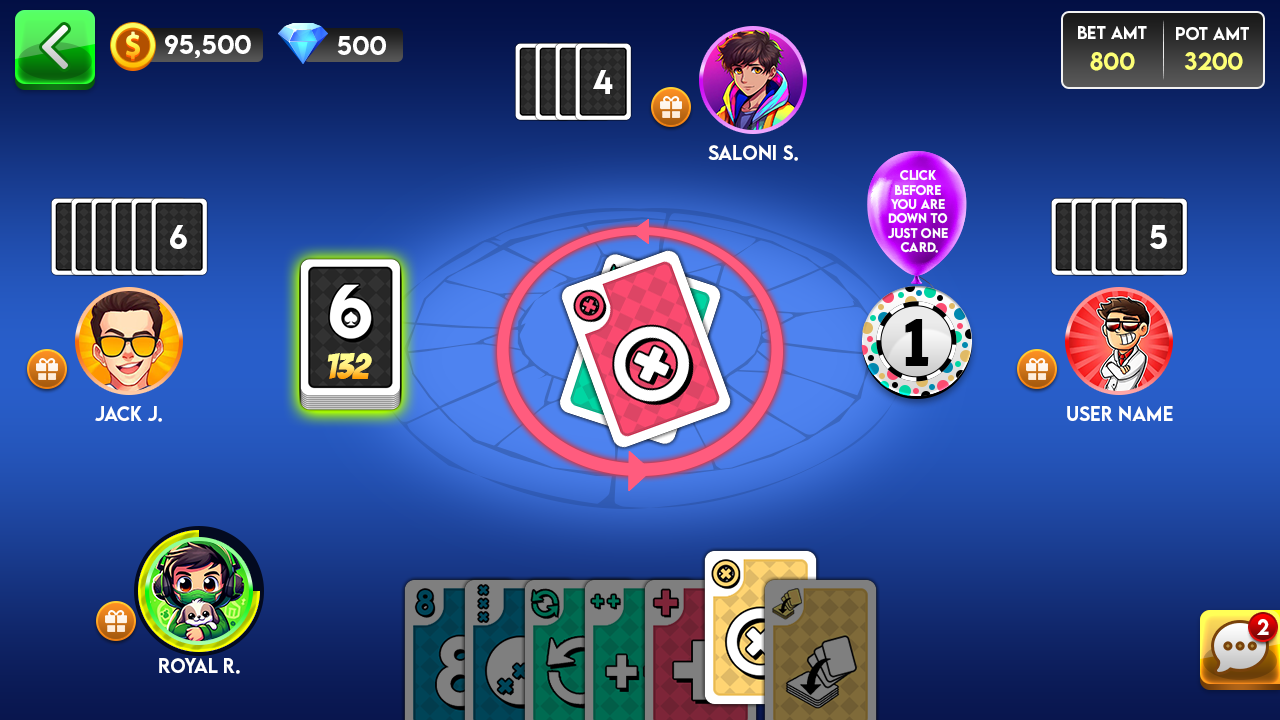 95,500
500
4
BET AMT
800
POT AMT
3200
SALONI S.
CLICK
BEFORE
YOU ARE
DOWN TO
JUST ONE
CARD.
6
5
6
132
1
JACK J.
USER NAME
ROYAL R.
8
8
2